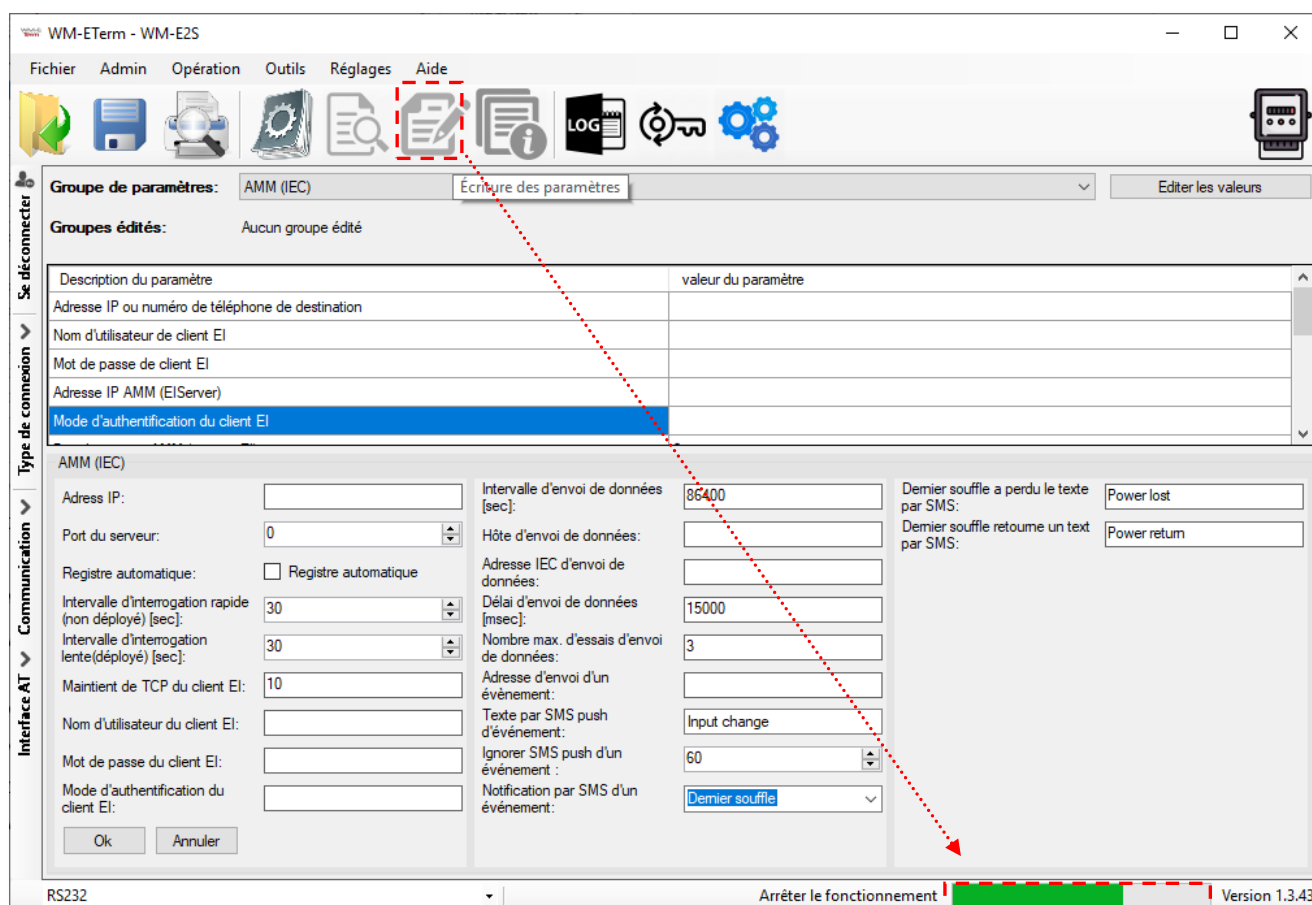 WM-E Term WM-ETerm - WM-E2S
Fichier Admin Opération Outils Réglages Aide
LOG
Groupe de paramètres: AMM (IEC) Écriture des paramètres Editer les valeurs
Groupes édités: Aucun groupe édité
Se déconnecter
Type de connexion
Communication
Interface AT
Description du paramètre valeur du paramètre
Adresse IP ou numéro de téléphone de destination
Nom d'utilisateur de client EI
Mot de passe de client EI
Adresse IP AMM (EIServer)
Mode d'authentification du client EI
AMM (IEC)
Adress IP:
Port du serveur: 0
Registre automatique: Registre automatique
Intervalle d'interrogation rapide
(non déployé) [sec]: 30
Intervalle d'interrogation
lente(déployé) [sec]: 30
Maintient de TCP du client EI: 10
Nom d'utilisateur du client EI:
Mot de passe du client EI:
Mode d'authentification du
client EI:
Ok Annuler
Intervalle d'envoi de données
[sec]: 86400
Hôte d'envoi de données:
Adresse IEC d'envoi de
données:
Délai d'envoi de données
[msec]: 15000
Nombre max. d'essais d'envoi
de données: 3
Adresse d'envoi d'un
évènement:
Texte par SMS push
d'événement: Input change
Ignorer SMS push d'un
événement : 60
Notification par SMS d'un
événement: Dernier souffle
Dernier souffle a perdu le texte
par SMS: Power lost
Dernier souffle retourne un text
par SMS: Power return
RS232 Arrêter le fonctionnement Version 1.3.43